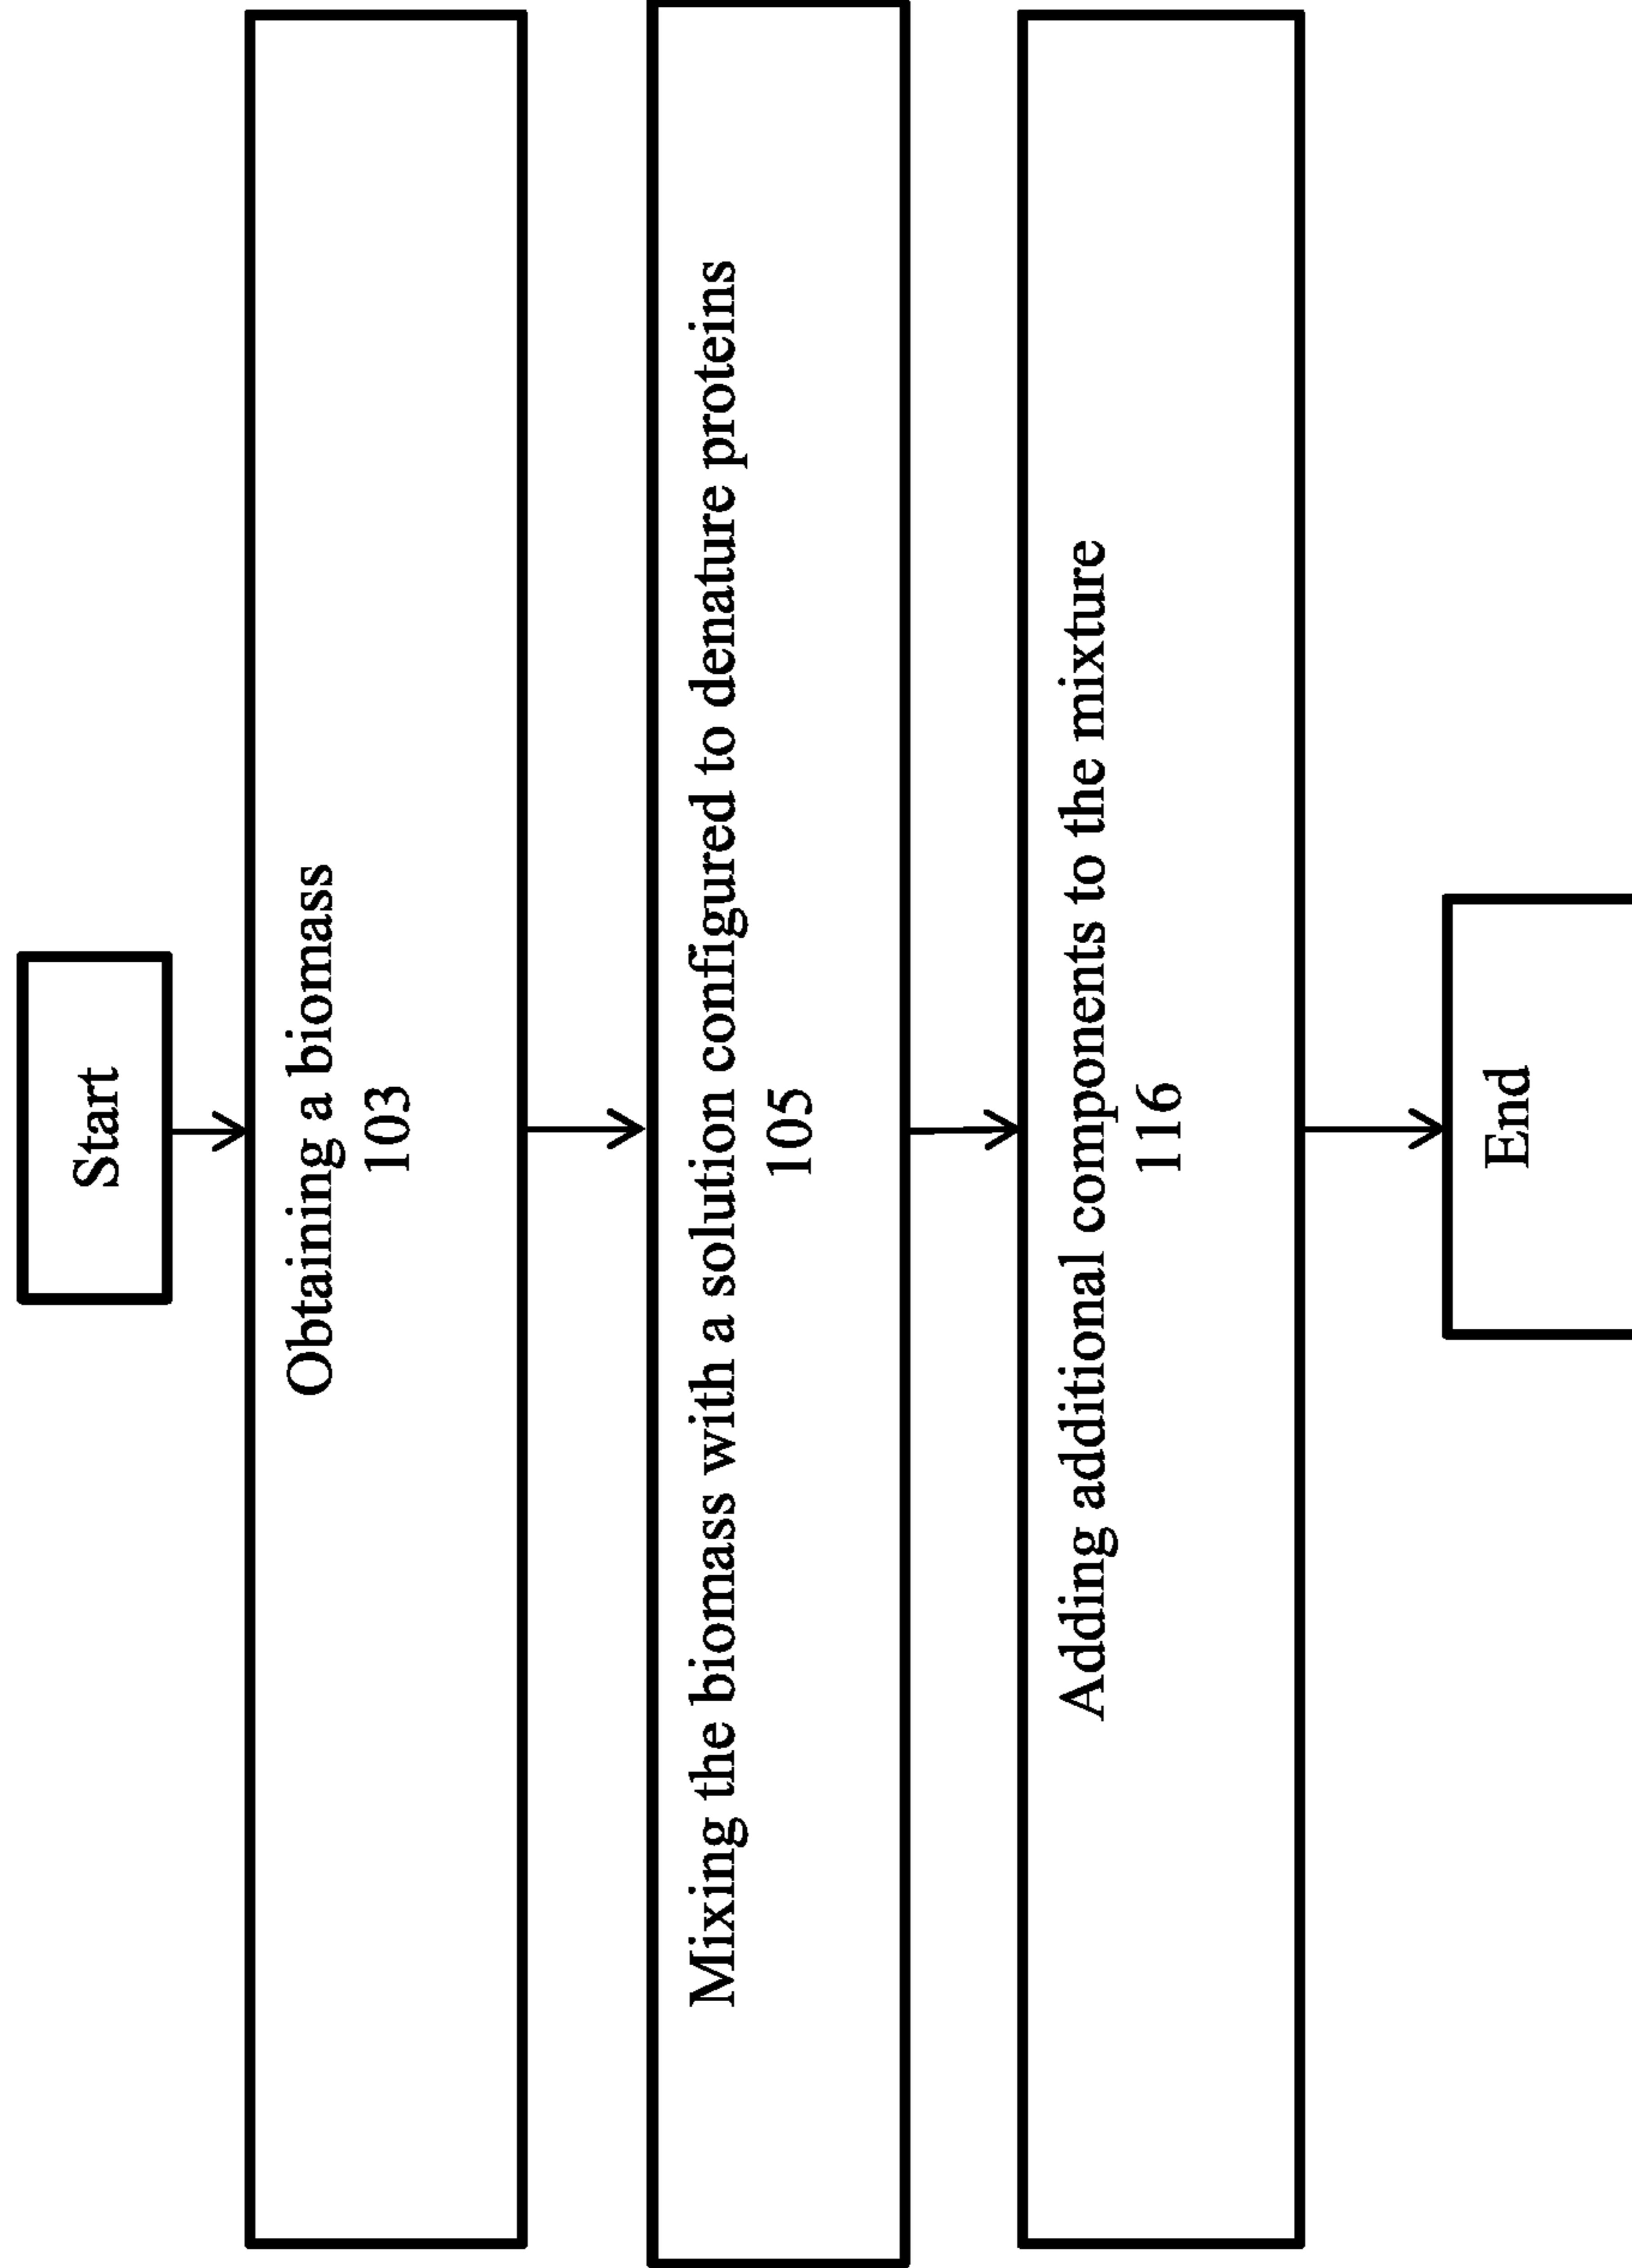 Start
Obtaining a biomass
103
Mixing the biomass with a solution configured to denature proteins
105
Adding additional components to the mixture
116
End